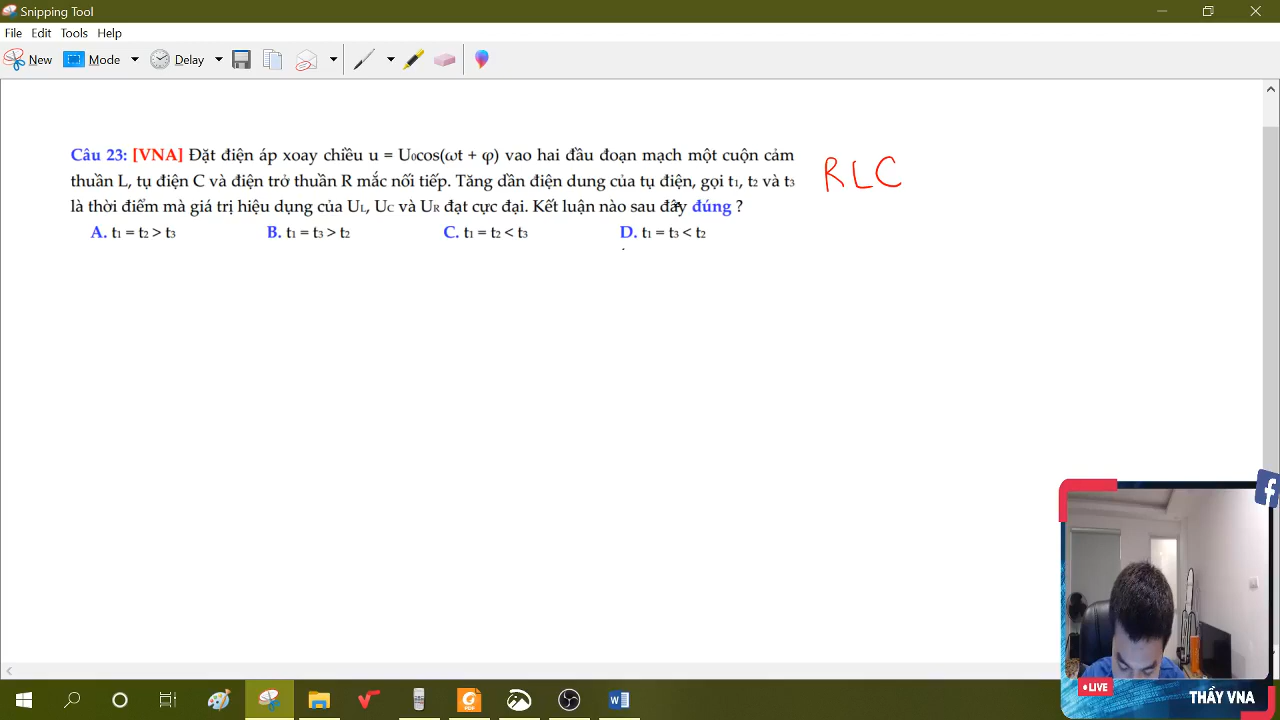 Snipping Tool
File Edit Tools Help
New Mode Delay
Câu 23: [VNA] Đặt điện áp xoay chiều u = U₀cos(ωt + φ) vao hai đầu đoạn mạch một cuộn cảm
thuần L, tụ điện C và điện trở thuần R mắc nối tiếp. Tăng dần điện dung của tụ điện, gọi t₁, t₂ và t₃
là thời điểm mà giá trị hiệu dụng của UL, UC và UR đạt cực đại. Kết luận nào sau đây đúng ?
A. t₁ = t₂ > t₃ B. t₁ = t₃ > t₂ C. t₁ = t₂ < t₃ D. t₁ = t₃ < t₂
RLC
LIVE
THẦY VNA